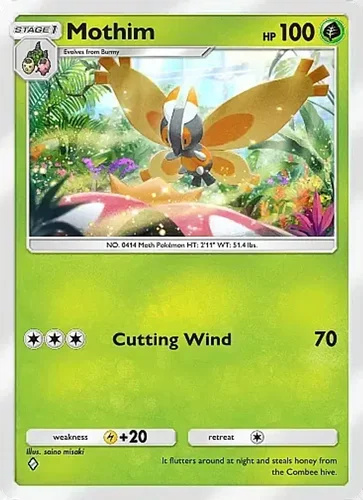 STAGE 1 Mothim HP 100
Evolves from Burmy
NO. 0414 Moth Pokémon HT: 2'11" WT: 51.4 lbs.
Cutting Wind 70
weakness +20 retreat
Illus. saino misaki
It flutters around at night and steals honey from
the Combee hive.